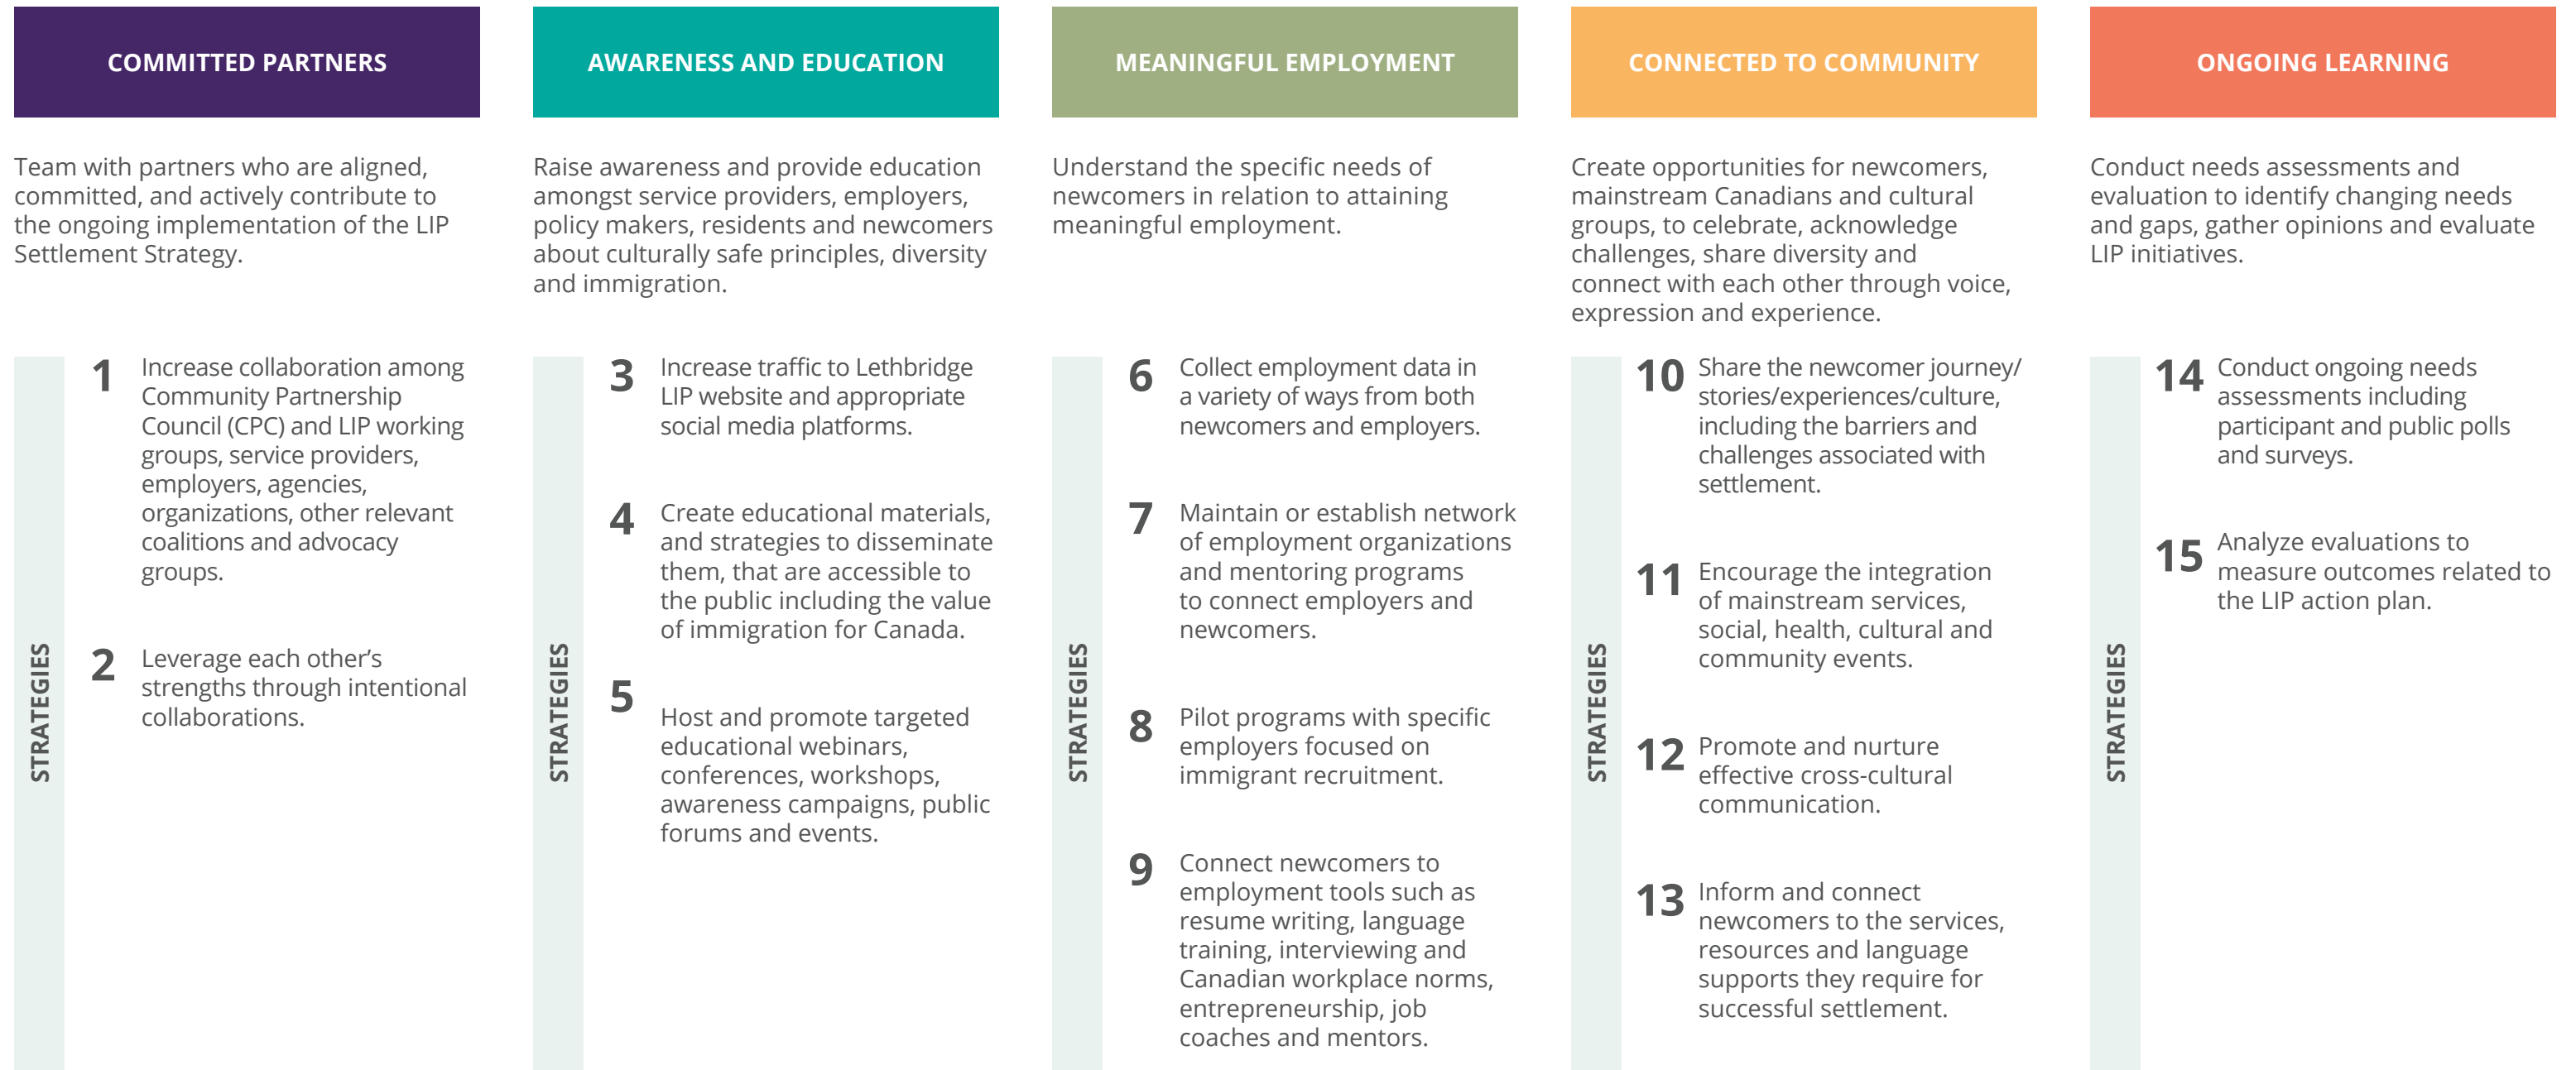 COMMITTED PARTNERS
Team with partners who are aligned,
committed, and actively contribute to
the ongoing implementation of the LIP
Settlement Strategy.
STRATEGIES
1 Increase collaboration among
Community Partnership
Council (CPC) and LIP working
groups, service providers,
employers, agencies,
organizations, other relevant
coalitions and advocacy
groups.
2 Leverage each other’s
strengths through intentional
collaborations.
AWARENESS AND EDUCATION
Raise awareness and provide education
amongst service providers, employers,
policy makers, residents and newcomers
about culturally safe principles, diversity
and immigration.
STRATEGIES
3 Increase traffic to Lethbridge
LIP website and appropriate
social media platforms.
4 Create educational materials,
and strategies to disseminate
them, that are accessible to
the public including the value
of immigration for Canada.
5
Host and promote targeted
educational webinars,
conferences, workshops,
awareness campaigns, public
forums and events.
MEANINGFUL EMPLOYMENT
Understand the specific needs of
newcomers in relation to attaining
meaningful employment.
STRATEGIES
6 Collect employment data in
a variety of ways from both
newcomers and employers.
7 Maintain or establish network
of employment organizations
and mentoring programs
to connect employers and
newcomers.
8 Pilot programs with specific
employers focused on
immigrant recruitment.
9 Connect newcomers to
employment tools such as
resume writing, language
training, interviewing and
Canadian workplace norms,
entrepreneurship, job
coaches and mentors.
CONNECTED TO COMMUNITY
Create opportunities for newcomers,
mainstream Canadians and cultural
groups, to celebrate, acknowledge
challenges, share diversity and
connect with each other through voice,
expression and experience.
STRATEGIES
10 Share the newcomer journey/
stories/experiences/culture,
including the barriers and
challenges associated with
settlement.
11 Encourage the integration
of mainstream services,
social, health, cultural and
community events.
12 Promote and nurture
effective cross-cultural
communication.
13 Inform and connect
newcomers to the services,
resources and language
supports they require for
successful settlement.
ONGOING LEARNING
Conduct needs assessments and
evaluation to identify changing needs
and gaps, gather opinions and evaluate
LIP initiatives.
STRATEGIES
14 Conduct ongoing needs
assessments including
participant and public polls
and surveys.
15 Analyze evaluations to
measure outcomes related to
the LIP action plan.